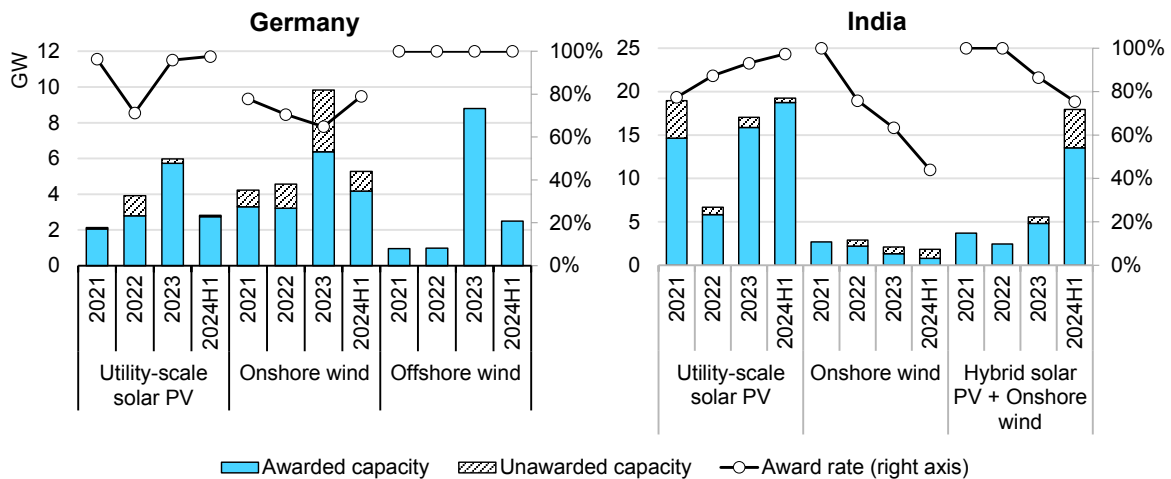 Germany
GW
12
10
8
6
4
2
0
100%
80%
60%
40%
20%
0%
2021
2022
2023
2024H1
2021
2022
2023
2024H1
2021
2022
2023
2024H1
Utility-scale
solar PV
Onshore wind
Offshore wind
India
25
20
15
10
5
0
100%
80%
60%
40%
20%
0%
2021
2022
2023
2024H1
2021
2022
2023
2024H1
2021
2022
2023
2024H1
Utility-scale
solar PV
Onshore wind
Hybrid solar
PV + Onshore
wind
Awarded capacity
Unawarded capacity
Award rate (right axis)